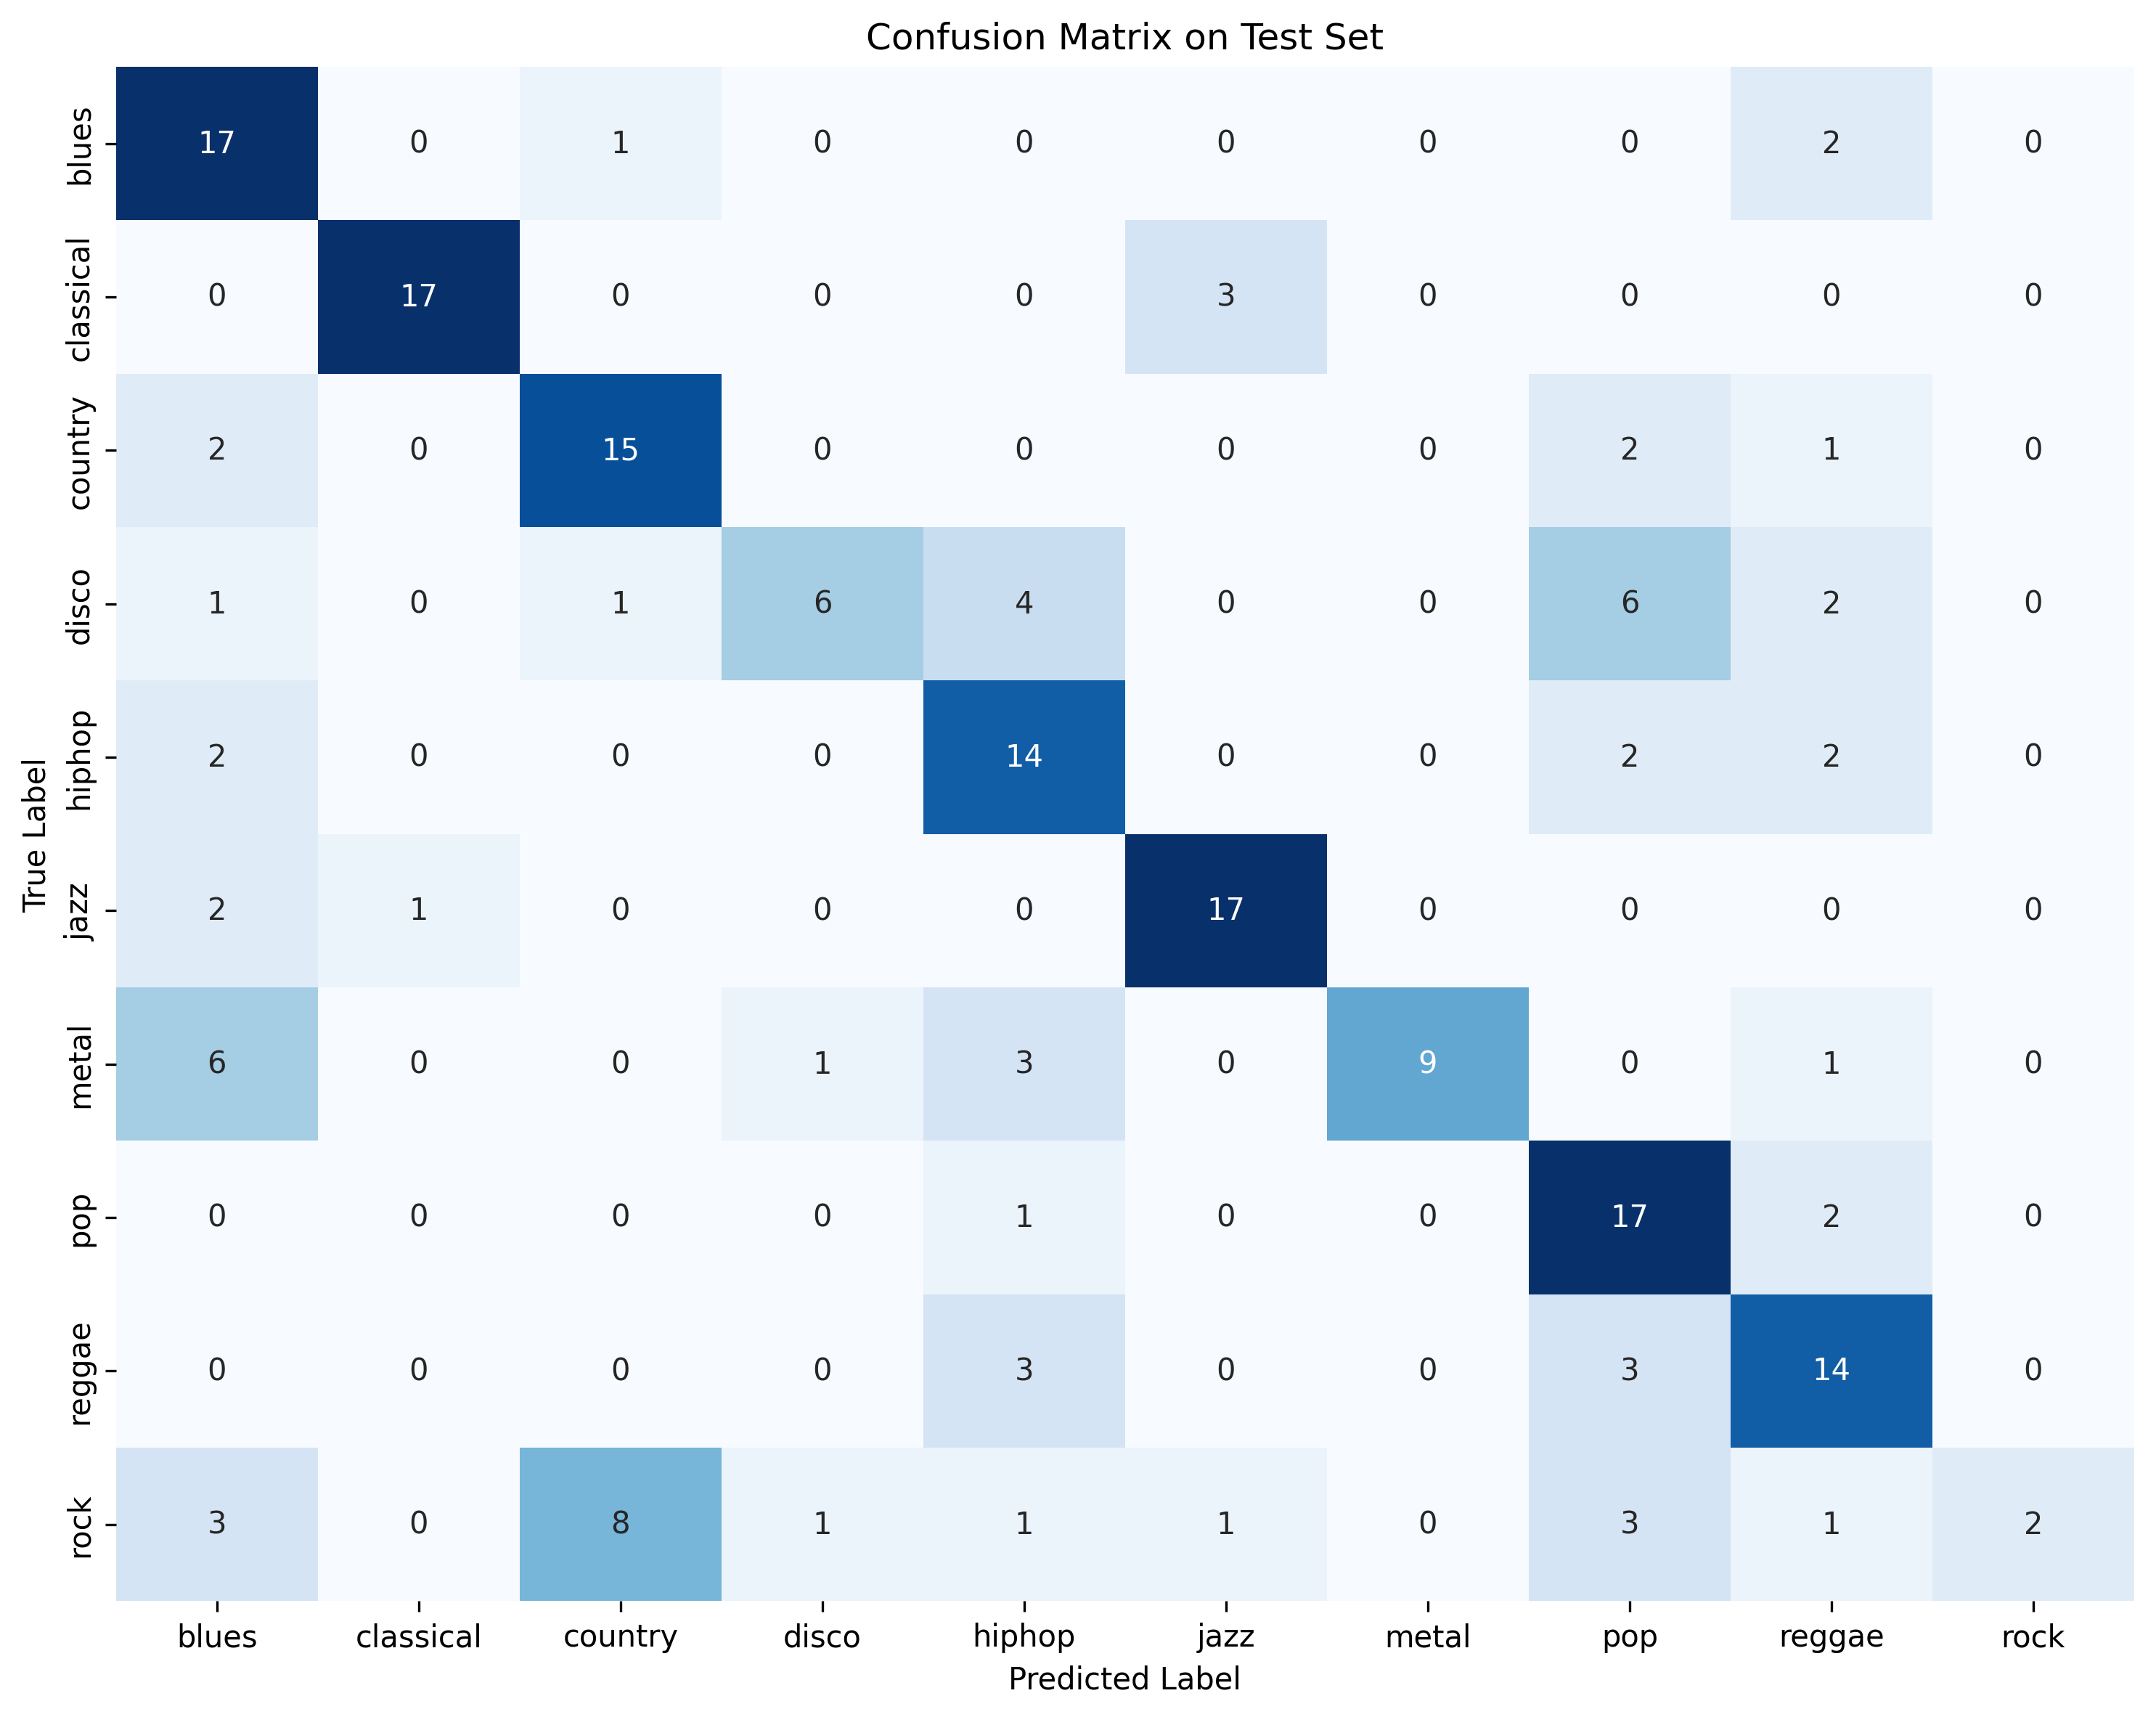 Confusion Matrix on Test Set
True Label
blues 17 0 1 0 0 0 0 0 2 0
classical 0 17 0 0 0 3 0 0 0 0
country 2 0 15 0 0 0 0 2 1 0
disco 1 0 1 6 4 0 0 6 2 0
hiphop 2 0 0 0 14 0 0 2 2 0
jazz 2 1 0 0 0 17 0 0 0 0
metal 6 0 0 1 3 0 9 0 1 0
pop 0 0 0 0 1 0 0 17 2 0
reggae 0 0 0 0 3 0 0 3 14 0
rock 3 0 8 1 1 1 0 3 1 2
blues classical country disco hiphop jazz metal pop reggae rock
Predicted Label